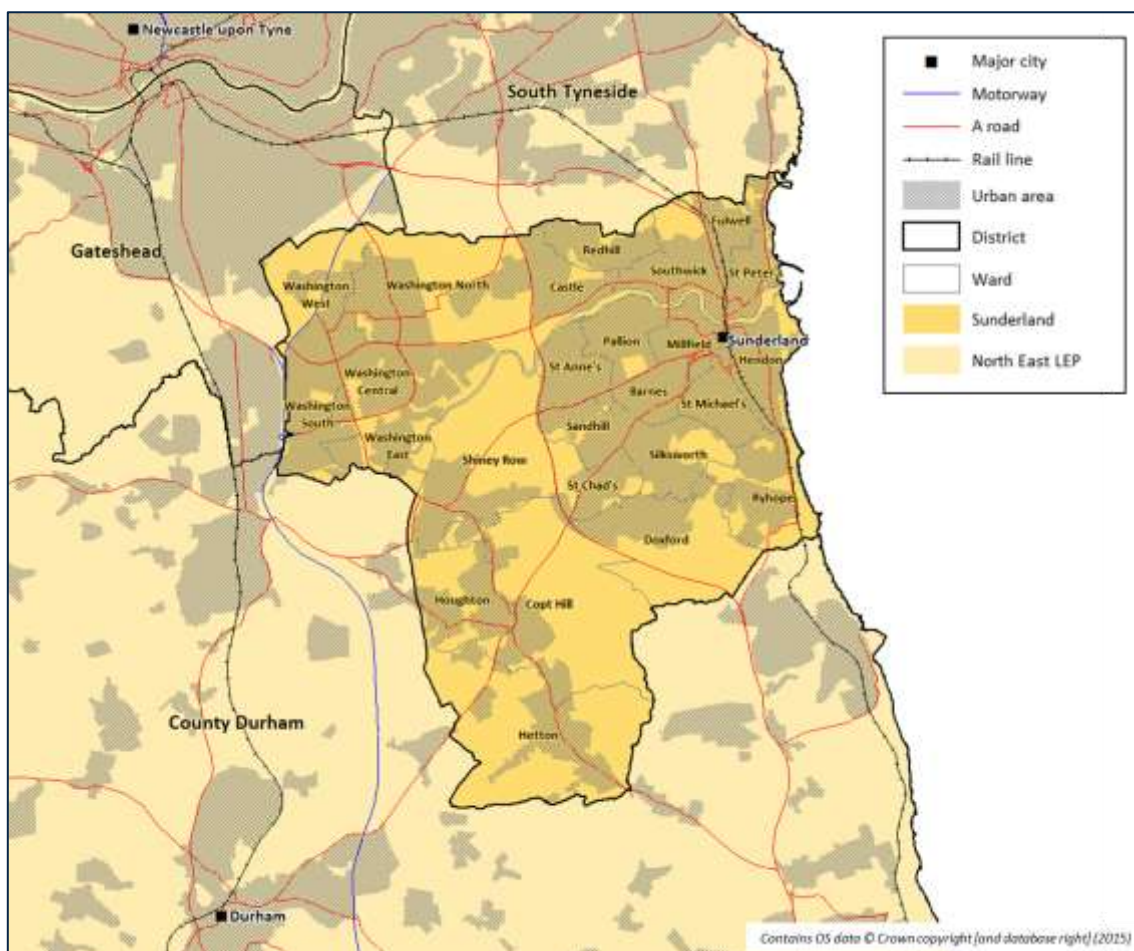 Newcastle upon Tyne
South Tyneside
Gateshead
Fulwell
Redhill
Southwick
St Peter's
Washington
West
Washington North
Castle
Pallion
Millfield
Sunderland
Hendon
St Anne's
Washington
Central
Barnes
St Michael's
Washington
South
Sandhill
Washington
East
Shiney Row
Silksworth
St Chad's
Ryhope
Doxford
Houghton
Copt Hill
County Durham
Hetton
Durham
Major city
Motorway
A road
Rail line
Urban area
District
Ward
Sunderland
North East LEP
Contains OS data © Crown copyright [and database right] (2015)